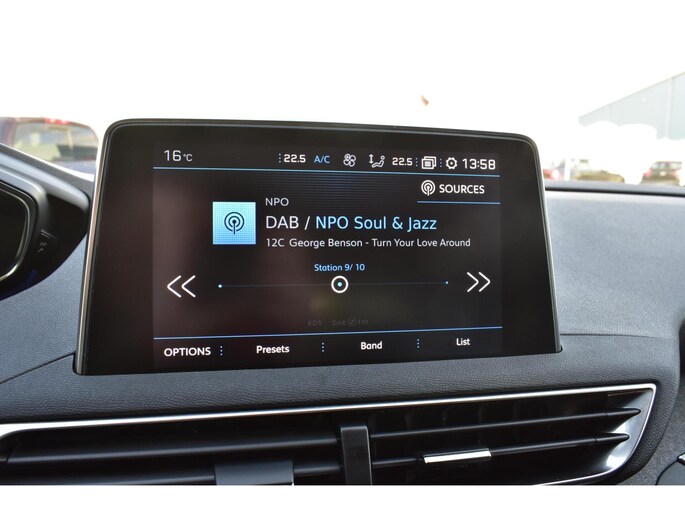 16°C 22.5 A/C 22.5 13:58
SOURCES
NPO
DAB / NPO Soul & Jazz
12C George Benson - Turn Your Love Around
Station 9/ 10
OPTIONS Presets Band List